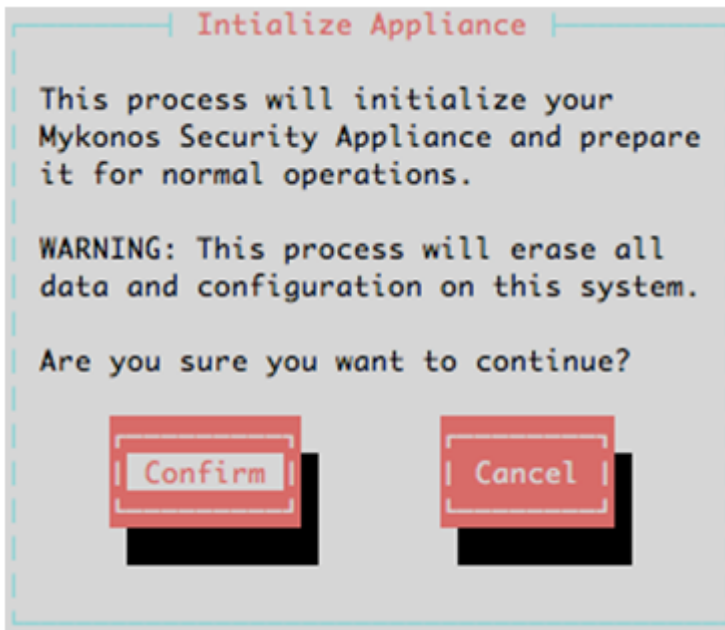 Intialize Appliance
This process will initialize your
Mykonos Security Appliance and prepare
it for normal operations.
WARNING: This process will erase all
data and configuration on this system.
Are you sure you want to continue?
Confirm Cancel